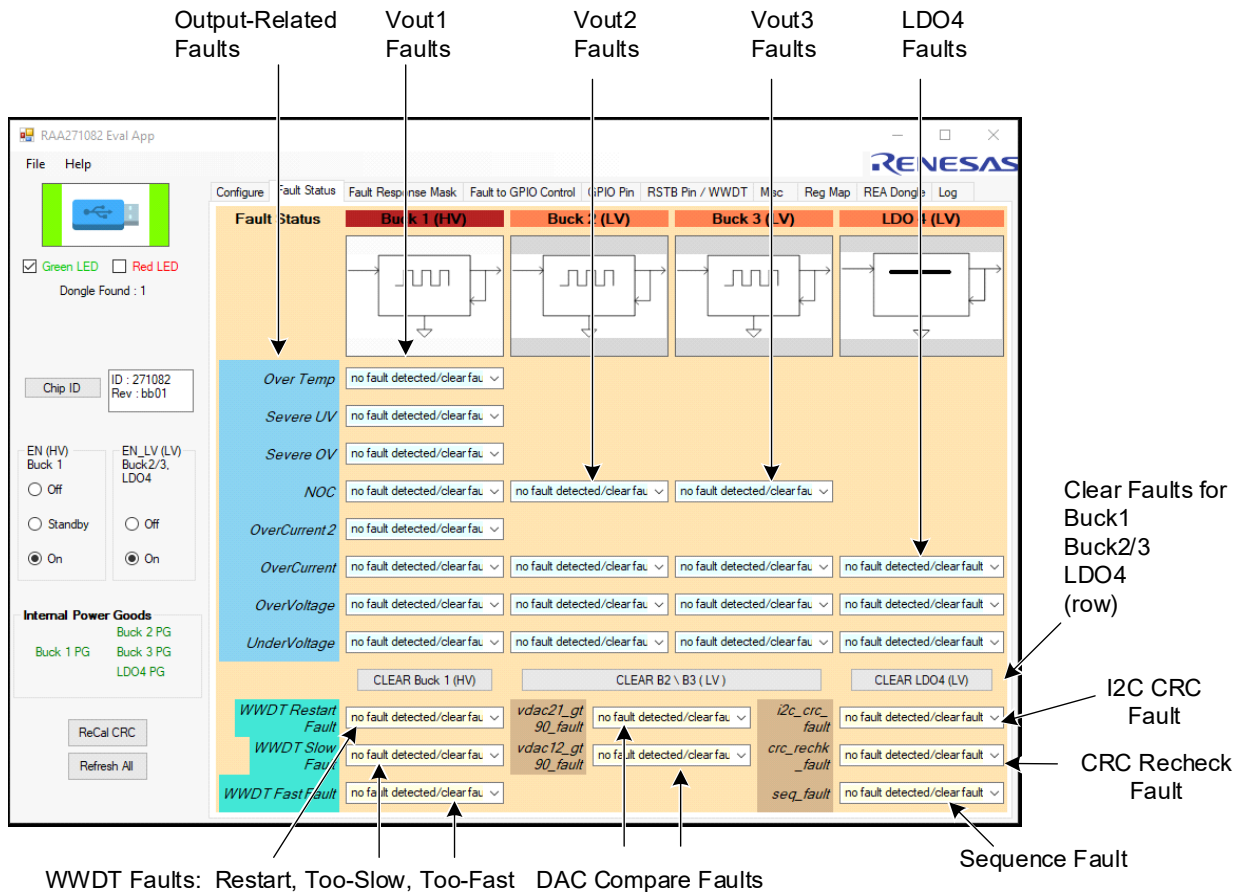 Output-Related
Faults
Vout1
Faults
Vout2
Faults
Vout3
Faults
LDO4
Faults
RAA271082 Eval App
File Help
RENESAS
Configure Fault Status Fault Response Mask Fault to GPIO Control GPIO Pin RSTB Pin / WWDT Misc Reg Map REA Dongle Log
Green LED Red LED
Dongle Found : 1
Chip ID
ID : 271082
Rev : bb01
EN (HV)
Buck 1
Off
Standby
On
EN_LV (LV)
Buck2/3,
LDO4
Off
On
Internal Power Goods
Buck 1 PG
Buck 2 PG
Buck 3 PG
LDO4 PG
ReCal CRC
Refresh All
Fault Status Buck 1 (HV) Buck 2 (LV) Buck 3 (LV) LDO 4 (LV)
Over Temp no fault detected/clear fau
Severe UV no fault detected/clear fau
Severe OV no fault detected/clear fau
NOC no fault detected/clear fau no fault detected/clear fau no fault detected/clear fau
OverCurrent2 no fault detected/clear fau
OverCurrent no fault detected/clear fau no fault detected/clear fau no fault detected/clear fau no fault detected/clear fault
OverVoltage no fault detected/clear fau no fault detected/clear fau no fault detected/clear fau no fault detected/clear fault
UnderVoltage no fault detected/clear fau no fault detected/clear fau no fault detected/clear fau no fault detected/clear fault
CLEAR Buck 1 (HV) CLEAR B2 \ B3 ( LV ) CLEAR LDO4 (LV)
WWDT Restart
Fault
no fault detected/clear fau
vdac21_gt
90_fault
no fault detected/clear fau
i2c_crc_
fault
no fault detected/clear fault
WWDT Slow
Fault
no fault detected/clear fau
vdac12_gt
90_fault
no fault detected/clear fau
crc_rechk
_fault
no fault detected/clear fault
WWDT Fast Fault no fault detected/clear fau
seq_fault no fault detected/clear fault
Clear Faults for
Buck1
Buck2/3
LDO4
(row)
I2C CRC
Fault
CRC Recheck
Fault
Sequence Fault
WWDT Faults: Restart, Too-Slow, Too-Fast DAC Compare Faults